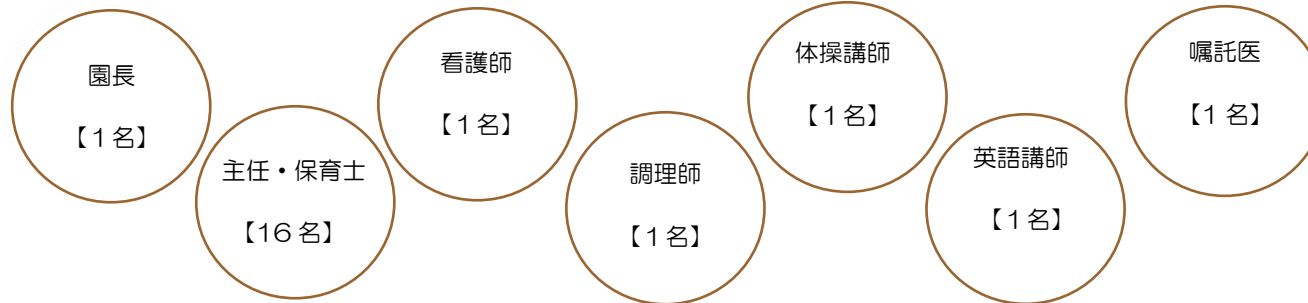 園長
【１名】
主任・保育士
【16名】
看護師
【１名】
調理師
【１名】
体操講師
【１名】
英語講師
【１名】
嘱託医
【１名】